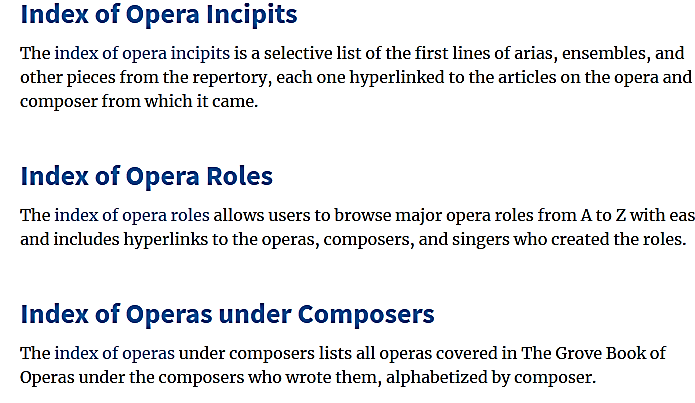 Index of Opera Incipits
The index of opera incipits is a selective list of the first lines of arias, ensembles, and
other pieces from the repertory, each one hyperlinked to the articles on the opera and
composer from which it came.
Index of Opera Roles
The index of opera roles allows users to browse major opera roles from A to Z with eas
and includes hyperlinks to the operas, composers, and singers who created the roles.
Index of Operas under Composers
The index of operas under composers lists all operas covered in The Grove Book of
Operas under the composers who wrote them, alphabetized by composer.